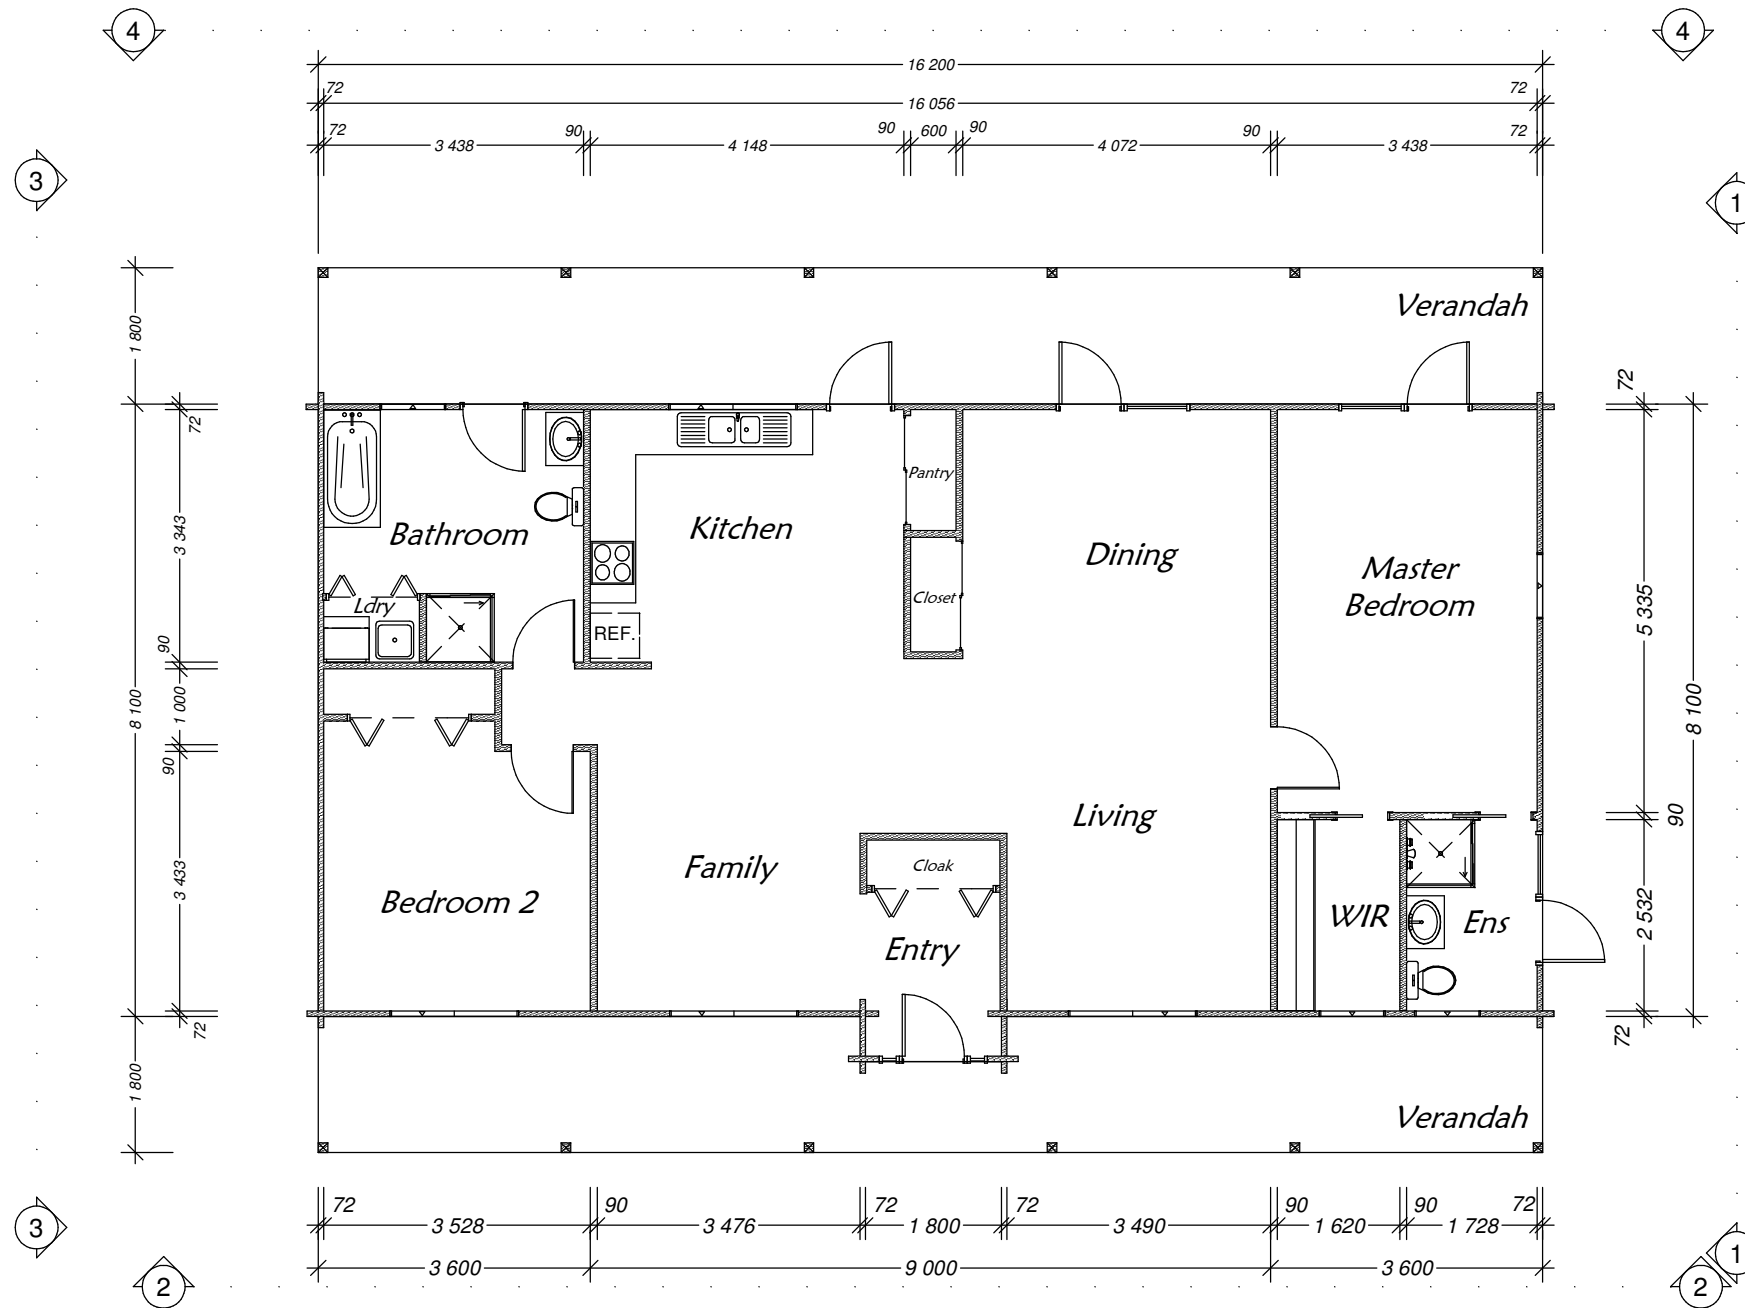 4 4
16 200
72 72
16 056
72 3 438 90 4 148 90 600 90 4 072 90 3 438 72
3 1
Verandah
1 800
72 72
Pantry
Bathroom Kitchen
3 343
Dining
Master
Bedroom
Closet
Ldry
REF.
5 335
90
1 000
8 100
8 100
90
Living
90
Cloak
Family
3 433
Bedroom 2
WIR Ens
2 532
Entry
72 72
1 800
Verandah
72 90 72 72 90 90 72
3 528 3 476 1 800 3 490 1 620 1 728
3 1
3 600 9 000 3 600
2 2